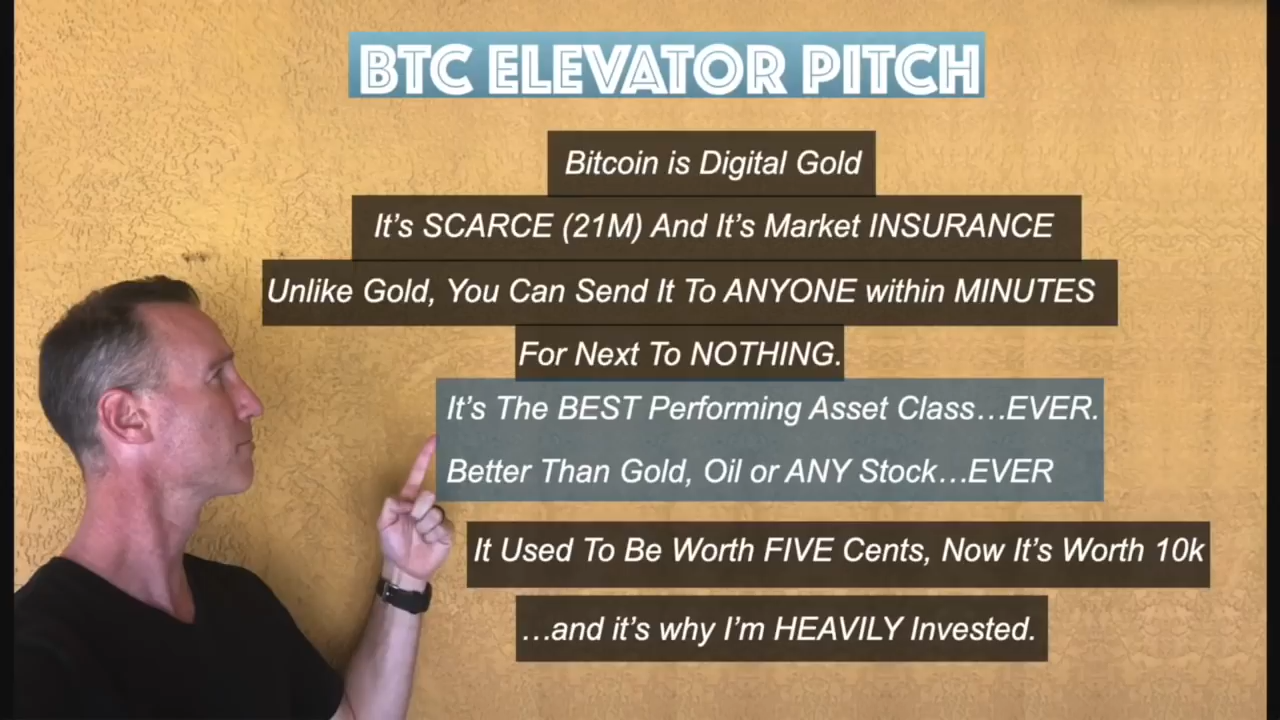 BTC ELEVATOR PITCH
Bitcoin is Digital Gold
It's SCARCE (21M) And It's Market INSURANCE
Unlike Gold, You Can Send It To ANYONE within MINUTES
For Next To NOTHING.
It's The BEST Performing Asset Class...EVER.
Better Than Gold, Oil or ANY Stock...EVER
It Used To Be Worth FIVE Cents, Now It's Worth 10k
...and it's why I'm HEAVILY Invested.